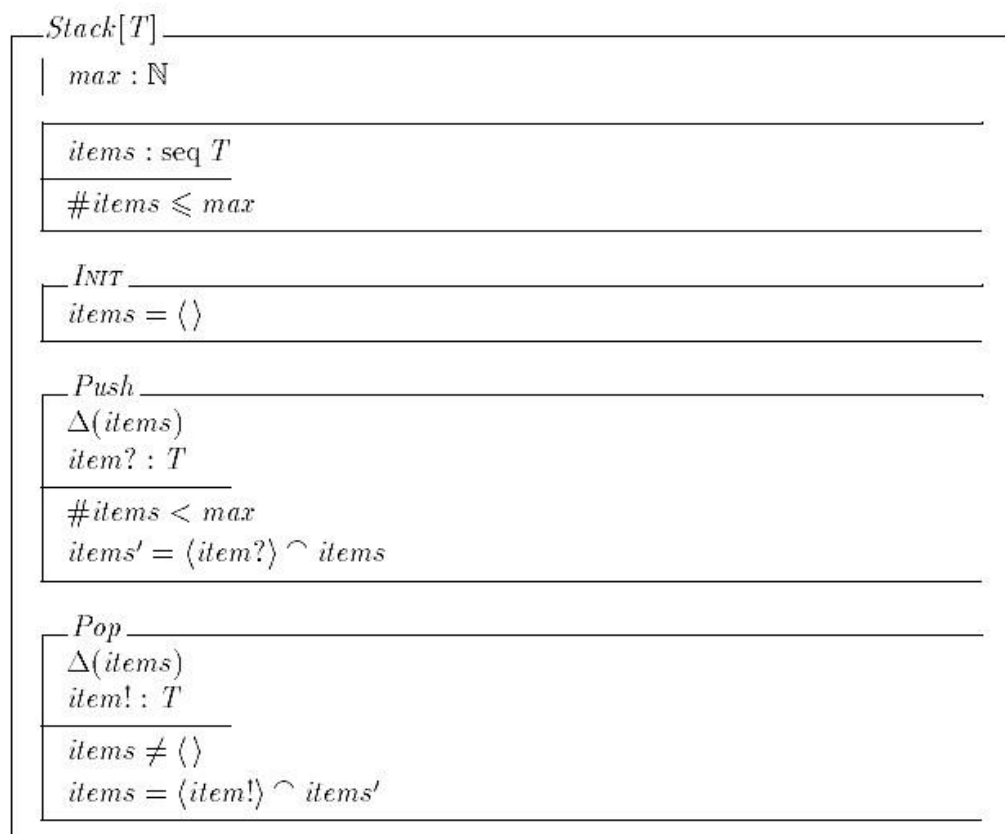 Stack[T]
max : ℕ
items : seq T
#items ⩽ max
INIT
items = ⟨ ⟩
Push
Δ(items)
item? : T
#items < max
items′ = ⟨item?⟩ ⌢ items
Pop
Δ(items)
item! : T
items ≠ ⟨ ⟩
items = ⟨item!⟩ ⌢ items′